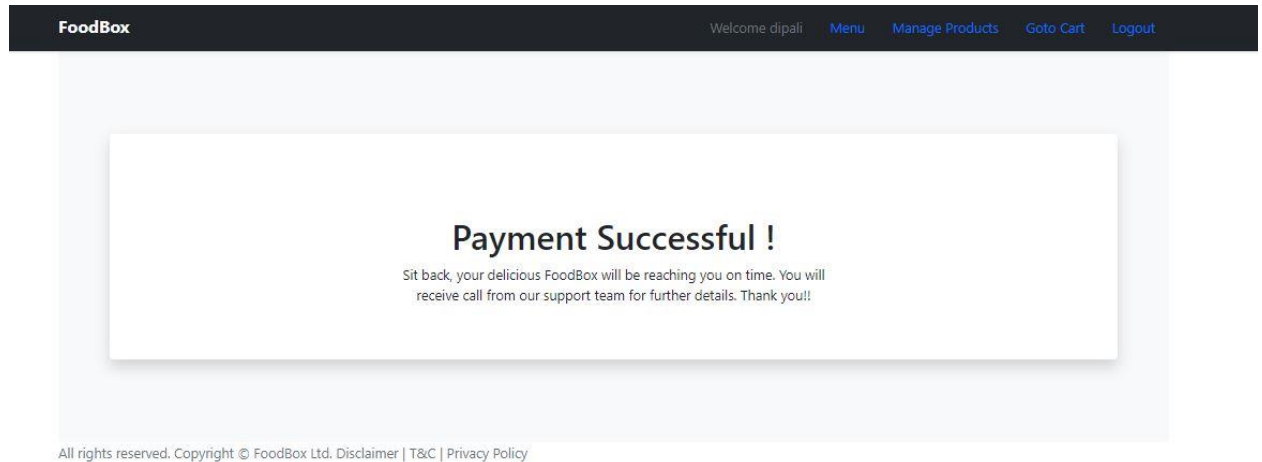 FoodBox Welcome dipali Menu Manage Products Goto Cart Logout
Payment Successful !
Sit back, your delicious FoodBox will be reaching you on time. You will
receive call from our support team for further details. Thank you!!
All rights reserved. Copyright © FoodBox Ltd. Disclaimer | T&C | Privacy Policy